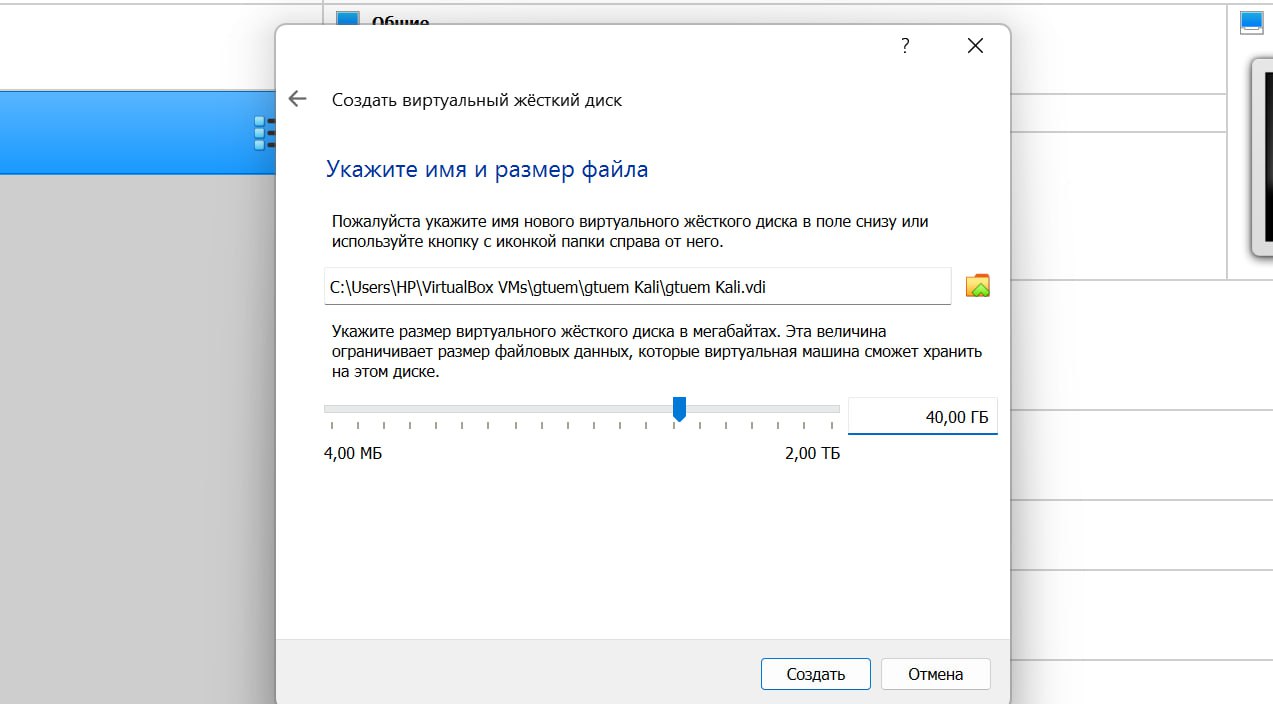 Общие
?
Создать виртуальный жёсткий диск
Укажите имя и размер файла
Пожалуйста укажите имя нового виртуального жёсткого диска в поле снизу или
используйте кнопку с иконкой папки справа от него.
C:\Users\HP\VirtualBox VMs\gtuem\gtuem Kali\gtuem Kali.vdi
Укажите размер виртуального жёсткого диска в мегабайтах. Эта величина
ограничивает размер файловых данных, которые виртуальная машина сможет хранить
на этом диске.
40,00 ГБ
4,00 МБ 2,00 ТБ
Создать Отмена